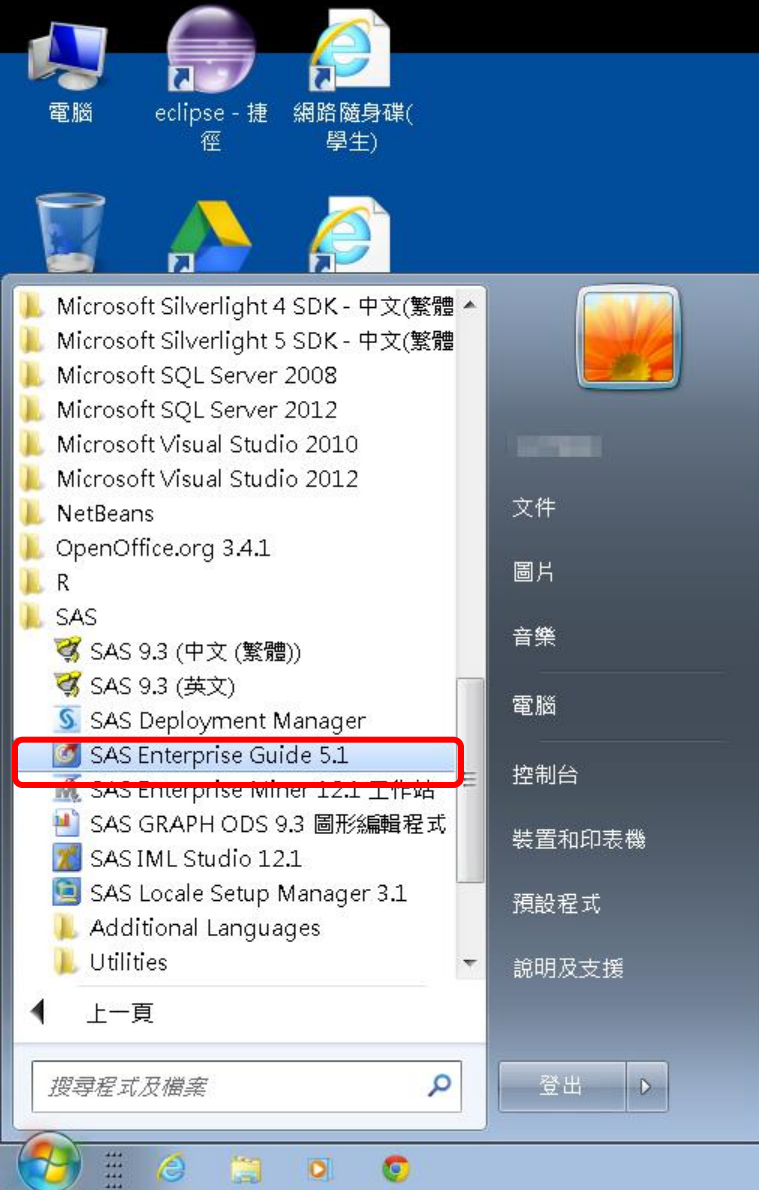 電腦
eclipse - 捷
徑
網路隨身碟(
學生)
Microsoft Silverlight 4 SDK - 中文(繁體
Microsoft Silverlight 5 SDK - 中文(繁體
Microsoft SQL Server 2008
Microsoft SQL Server 2012
Microsoft Visual Studio 2010
Microsoft Visual Studio 2012
NetBeans
OpenOffice.org 3.4.1
R
SAS
SAS 9.3 (中文 (繁體))
SAS 9.3 (英文)
SAS Deployment Manager
SAS Enterprise Guide 5.1
SAS Enterprise Miner 12.1 工作站
SAS GRAPH ODS 9.3 圖形編輯程式
SAS IML Studio 12.1
SAS Locale Setup Manager 3.1
Additional Languages
Utilities
上一頁
搜尋程式及檔案
文件
圖片
音樂
電腦
控制台
裝置和印表機
預設程式
說明及支援
登出